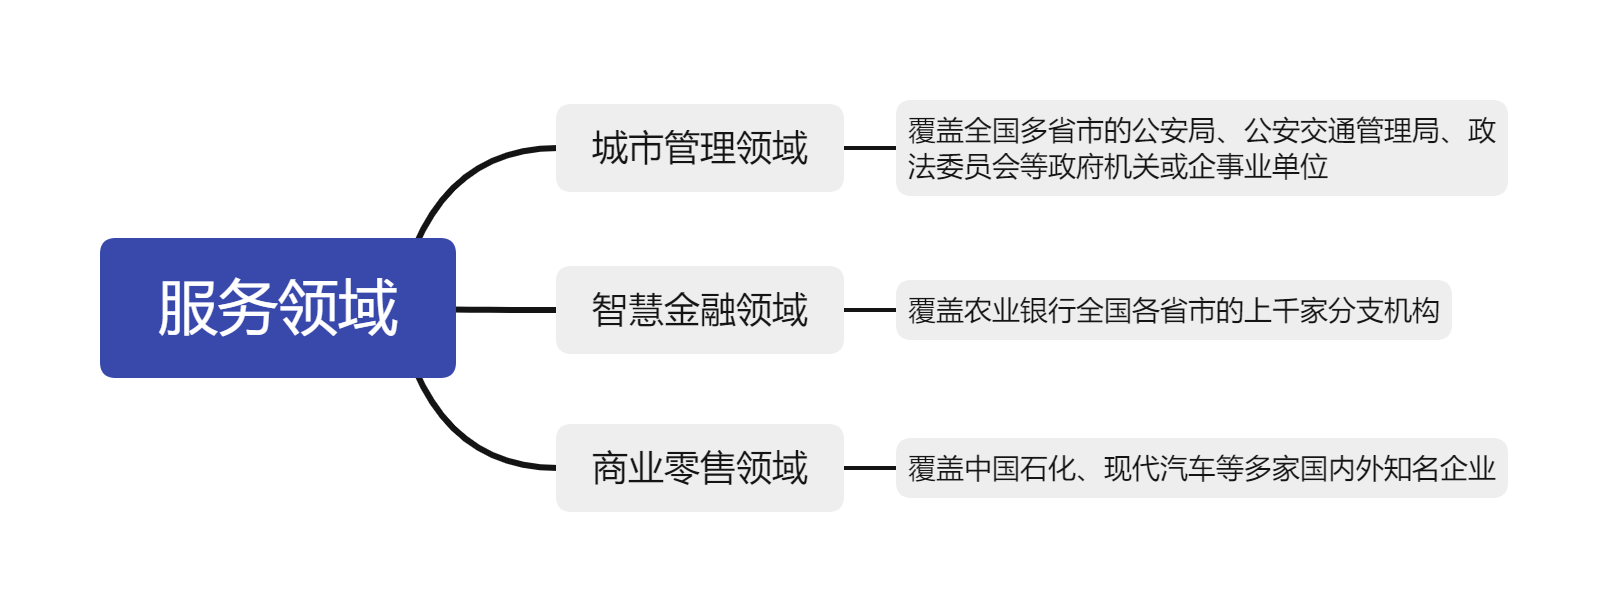 服务领域
城市管理领域
覆盖全国多省市的公安局、公安交通管理局、政
法委员会等政府机关或企事业单位
智慧金融领域
覆盖农业银行全国各省市的上千家分支机构
商业零售领域
覆盖中国石化、现代汽车等多家国内外知名企业